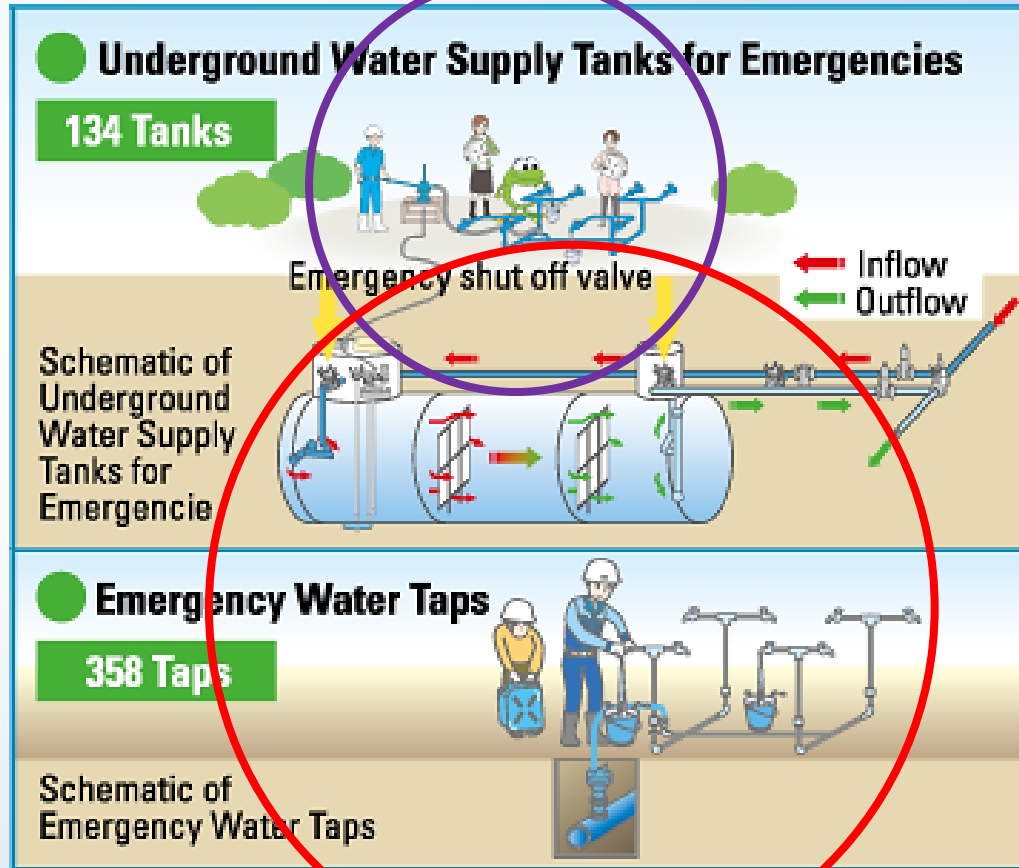 Underground Water Supply Tanks for Emergencies
134 Tanks
Emergency shut off valve
Inflow
Outflow
Schematic of
Underground
Water Supply
Tanks for
Emergencie
Emergency Water Taps
358 Taps
Schematic of
Emergency Water Taps